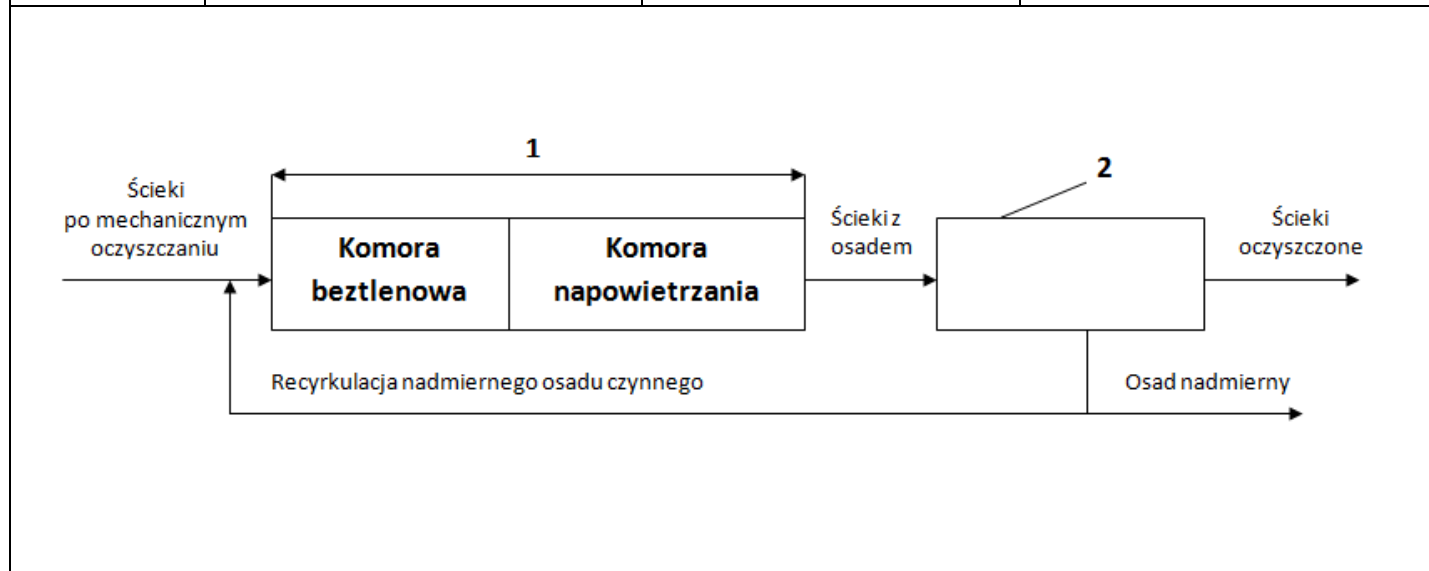 1
2
Ścieki
po mechanicznym
oczyszczaniu
Komora
beztlenowa
Komora
napowietrzania
Ścieki z
osadem
Ścieki
oczyszczone
Recyrkulacja nadmiernego osadu czynnego
Osad nadmierny